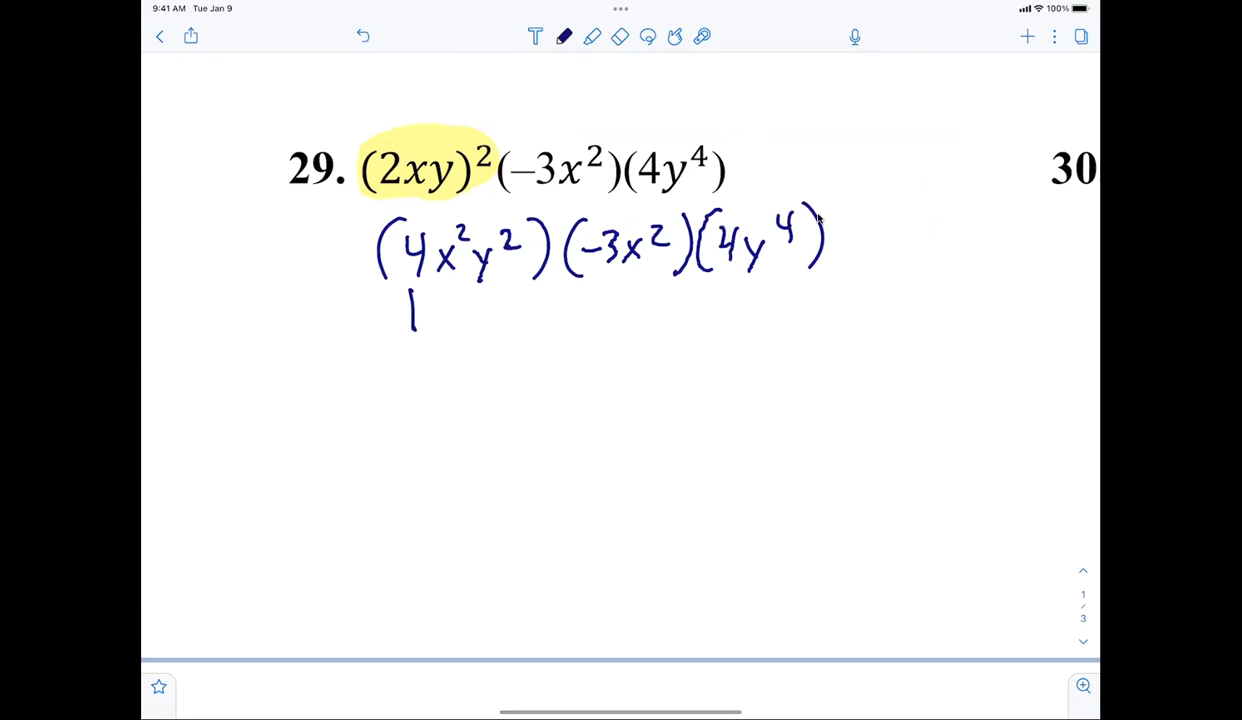 9:41 AM Tue Jan 9
100%
29. (2xy)²(–3x²)(4y⁴)
30
(4x²y²)(-3x²)(4y⁴)
1
/
3